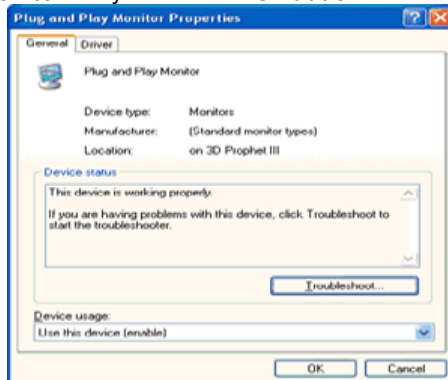 Plug and Play Monitor Properties
General Driver
Plug and Play Monitor
Device type: Monitors
Manufacturer: (Standard monitor types)
Location: on 3D Prophet III
Device status
This device is working properly.
If you are having problems with this device, click Troubleshoot to
start the troubleshooter.
Troubleshoot...
Device usage:
Use this device (enable)
OK Cancel